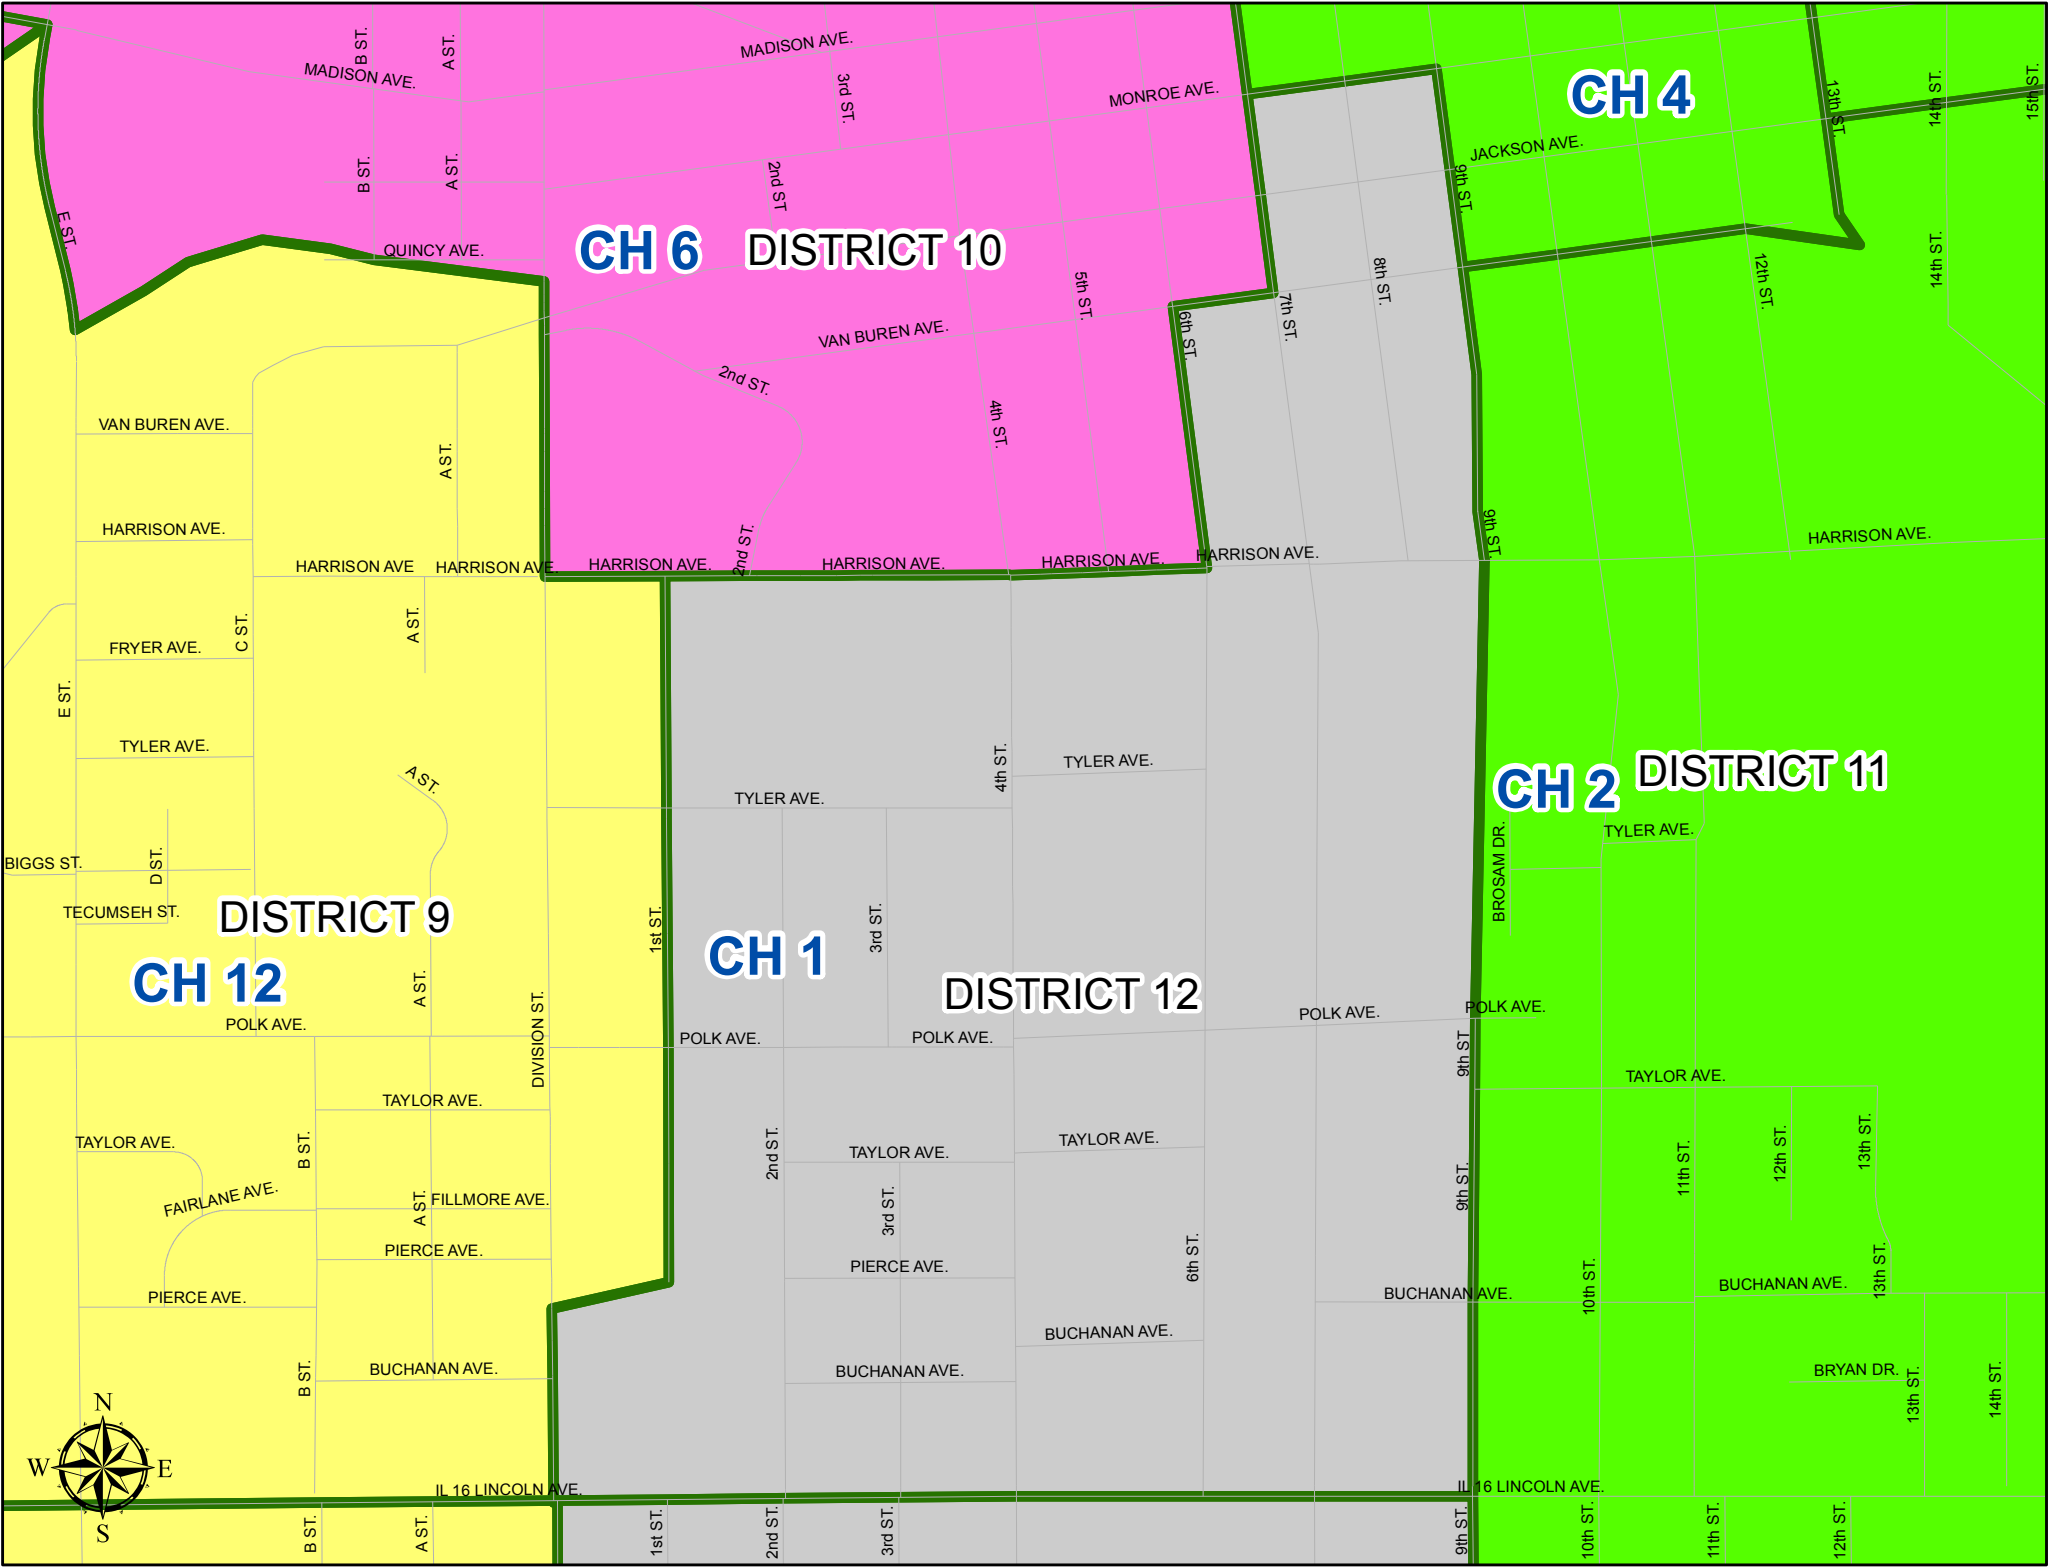 B ST.
A ST.
MADISON AVE.
MADISON AVE.
3rd ST.
MONROE AVE.
CH 4
13th ST.
14th ST.
15th ST.
JACKSON AVE.
B ST.
A ST.
2nd ST
9th ST.
E ST.
QUINCY AVE.
CH 6
DISTRICT 10
5th ST.
8th ST.
12th ST.
14th ST.
6th ST.
7th ST.
VAN BUREN AVE.
2nd ST.
4th ST.
VAN BUREN AVE.
A ST.
HARRISON AVE.
2nd ST.
9th ST.
HARRISON AVE.
HARRISON AVE
HARRISON AVE.
HARRISON AVE.
HARRISON AVE.
HARRISON AVE.
HARRISON AVE.
C ST.
A ST.
FRYER AVE.
E ST.
TYLER AVE.
A ST.
4th ST.
TYLER AVE.
TYLER AVE.
CH 2
DISTRICT 11
TYLER AVE.
BROSAM DR.
BIGGS ST.
D ST.
TECUMSEH ST.
DISTRICT 9
1st ST.
3rd ST.
CH 1
CH 12
A ST.
DISTRICT 12
POLK AVE.
DIVISION ST.
POLK AVE.
POLK AVE.
POLK AVE.
POLK AVE.
9th ST
TAYLOR AVE.
TAYLOR AVE.
TAYLOR AVE.
B ST.
2nd ST.
TAYLOR AVE.
TAYLOR AVE.
9th ST.
11th ST.
12th ST.
13th ST.
FAIRLANE AVE.
A ST.
FILLMORE AVE.
3rd ST.
PIERCE AVE.
PIERCE AVE.
6th ST.
10th ST.
13th ST.
PIERCE AVE.
BUCHANAN AVE.
BUCHANAN AVE.
BUCHANAN AVE.
B ST.
BUCHANAN AVE.
BUCHANAN AVE.
BRYAN DR.
13th ST.
14th ST.
N
W
E
S
IL 16 LINCOLN AVE.
IL 16 LINCOLN AVE.
B ST.
A ST.
1st ST.
2nd ST.
3rd ST.
9th ST.
10th ST.
11th ST.
12th ST.